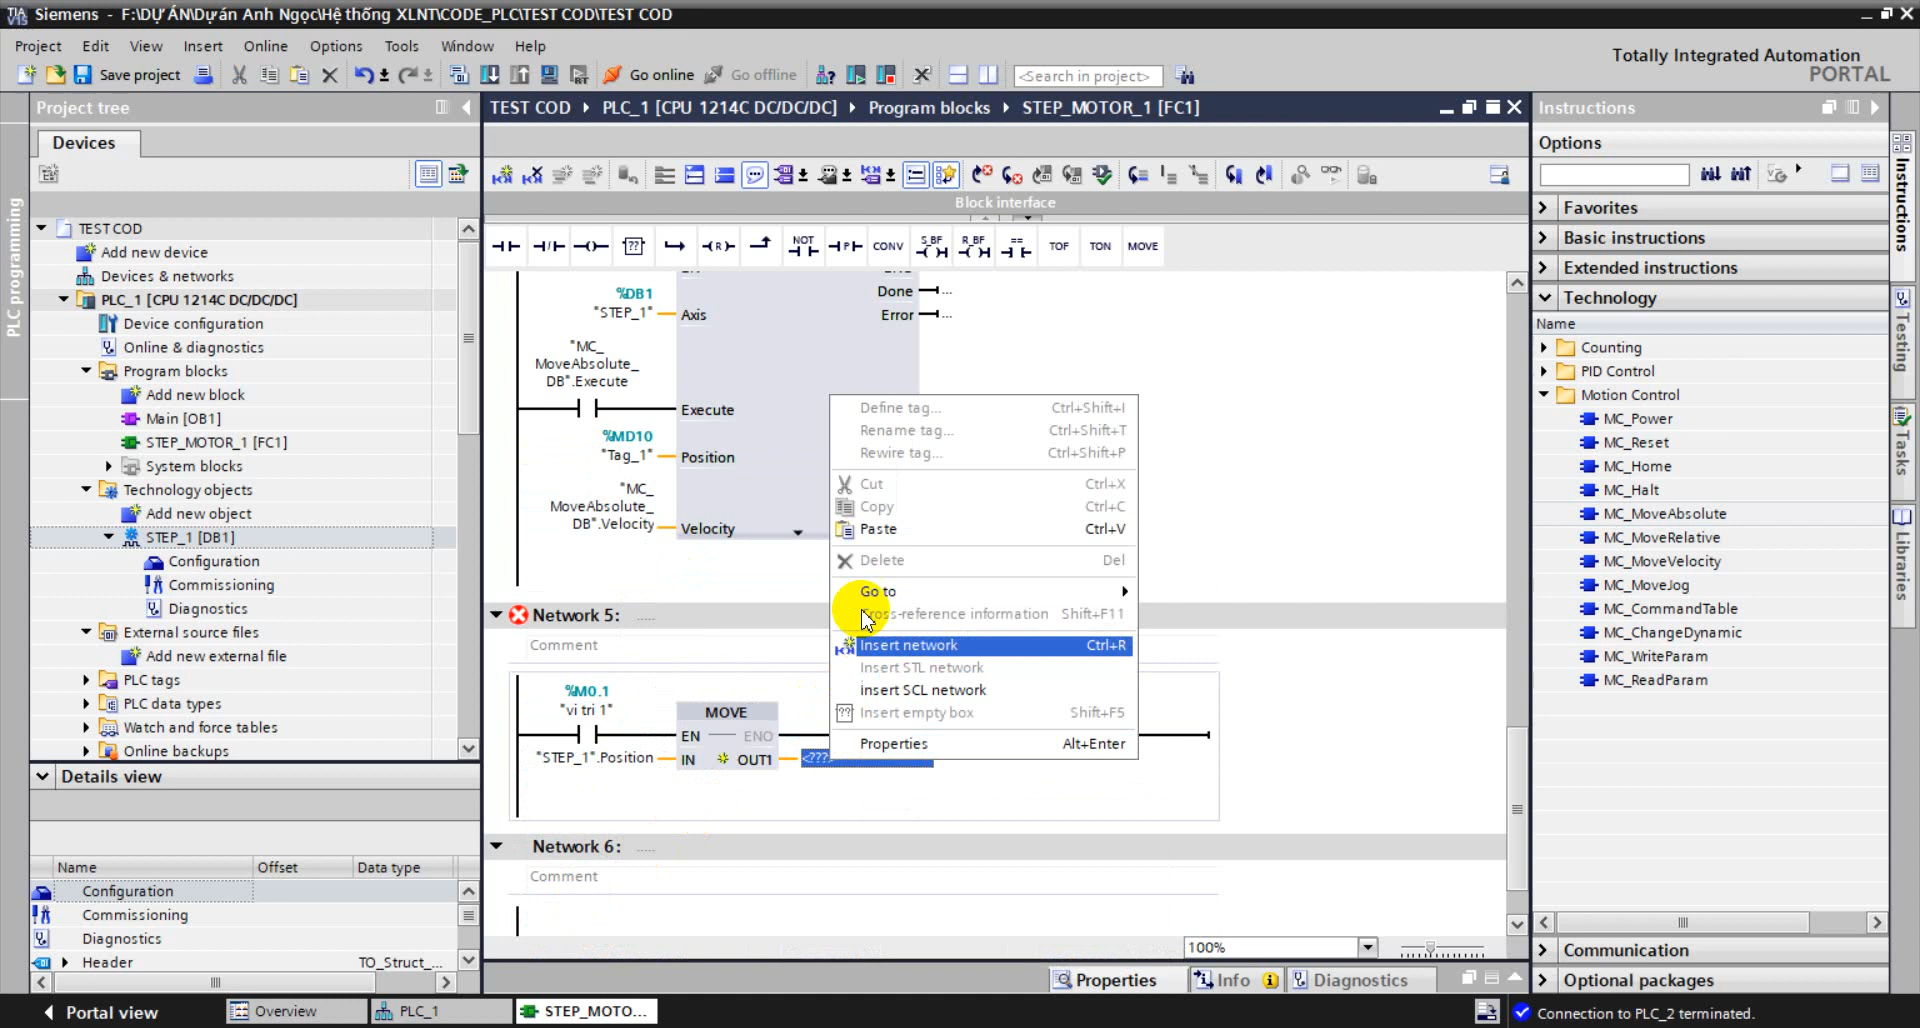 Siemens - F:\DỰ ÁN\Dự án Anh Ngọc\Hệ thống XLNT\CODE_PLC\TEST COD\TEST COD
Project Edit View Insert Online Options Tools Window Help
Totally Integrated Automation
PORTAL
Save project
Go online
Go offline
<Search in project>
Project tree
TEST COD PLC_1 [CPU 1214C DC/DC/DC] Program blocks STEP_MOTOR_1 [FC1]
Instructions
Devices
Options
Block interface
PLC programming
TEST COD
Add new device
Devices & networks
PLC_1 [CPU 1214C DC/DC/DC]
Device configuration
Online & diagnostics
Program blocks
Add new block
Main [OB1]
STEP_MOTOR_1 [FC1]
System blocks
Technology objects
Add new object
STEP_1 [DB1]
Configuration
Commissioning
Diagnostics
External source files
Add new external file
PLC tags
PLC data types
Watch and force tables
Online backups
Details view
Name Offset Data type
Configuration
Commissioning
Diagnostics
Header TO_Struct_...
?? NOT CONV S_BF R_BF == TOF TON MOVE
%DB1
"STEP_1"
Axis
Done ...
Error ...
"MC_
MoveAbsolute_
DB".Execute
Execute
%MD10
"Tag_1"
Position
"MC_
MoveAbsolute_
DB".Velocity
Velocity
Network 5: .....
Comment
%M0.1
"vi tri 1"
MOVE
EN ENO
"STEP_1".Position IN OUT1 <???>
Network 6: .....
Comment
Define tag... Ctrl+Shift+I
Rename tag... Ctrl+Shift+T
Rewire tag... Ctrl+Shift+P
Cut Ctrl+X
Copy Ctrl+C
Paste Ctrl+V
Delete Del
Go to
Cross-reference information Shift+F11
Insert network Ctrl+R
Insert STL network
Insert SCL network
Insert empty box Shift+F5
Properties Alt+Enter
100%
Properties Info Diagnostics
Favorites
Basic instructions
Extended instructions
Technology
Name
Counting
PID Control
Motion Control
MC_Power
MC_Reset
MC_Home
MC_Halt
MC_MoveAbsolute
MC_MoveRelative
MC_MoveVelocity
MC_MoveJog
MC_CommandTable
MC_ChangeDynamic
MC_WriteParam
MC_ReadParam
Communication
Optional packages
Instructions
Testing
Tasks
Libraries
Portal view
Overview
PLC_1
STEP_MOTO...
Connection to PLC_2 terminated.